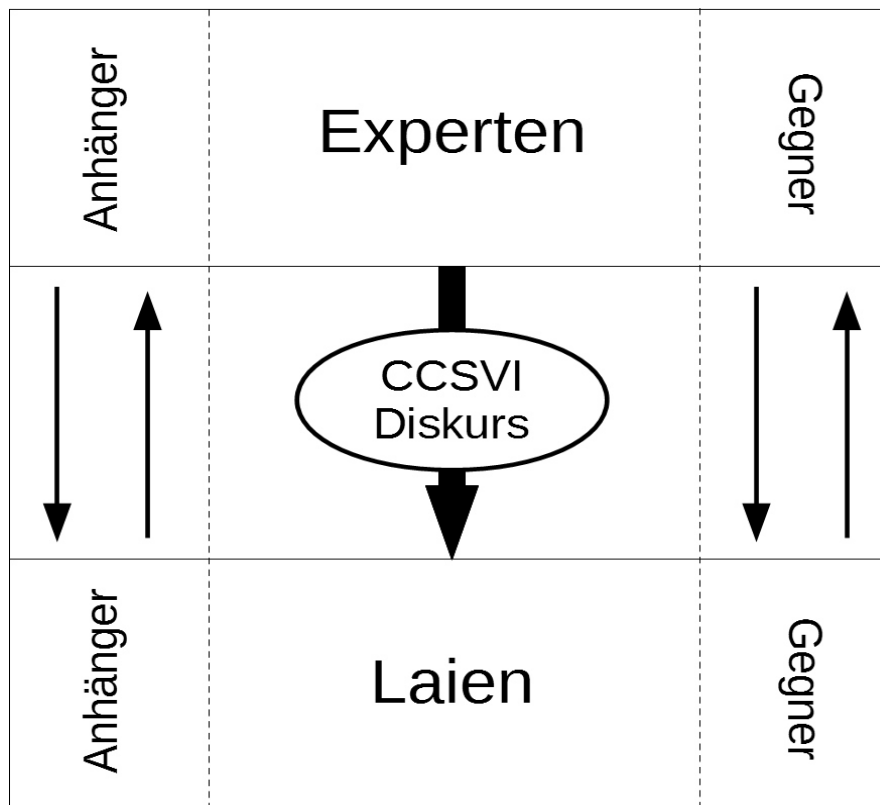 Anhänger
Experten
Gegner
CCSVI
Diskurs
Anhänger
Laien
Gegner